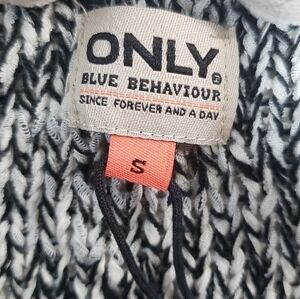 ONLY®
BLUE BEHAVIOUR
SINCE FOREVER AND A DAY
S